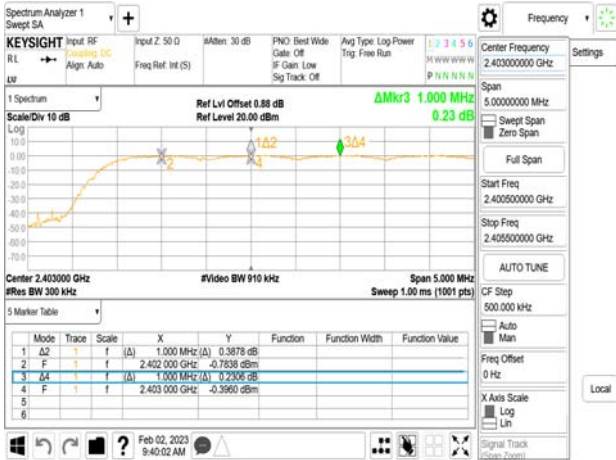 Spectrum Analyzer 1
Swept SA
Frequency
KEYSIGHT
RL
Input: RF
Coupling: DC
Align: Auto
Input Z: 50 Ω
Freq Ref: Int (S)
#Atten: 30 dB
PNO: Best Wide
Gate: Off
IF Gain: Low
Sig Track: Off
Avg Type: Log-Power
Trig: Free Run
1 2 3 4 5 6
M W W W W W
P N N N N N
Center Frequency
2.403000000 GHz
Settings
1 Spectrum
Scale/Div 10 dB
Ref Lvl Offset 0.88 dB
Ref Level 20.00 dBm
ΔMkr3 1.000 MHz
0.23 dB
Span
5.00000000 MHz
Swept Span
Zero Span
Full Span
Start Freq
2.400500000 GHz
Stop Freq
2.405500000 GHz
AUTO TUNE
CF Step
500.000 kHz
Auto
Man
Freq Offset
0 Hz
X Axis Scale
Log
Lin
Signal Track
(Span Zoom)
Local
Log
10.0
0.00
-10.0
-20.0
-30.0
-40.0
-50.0
-60.0
-70.0
2
1Δ2
4
3Δ4
Center 2.403000 GHz
#Res BW 300 kHz
#Video BW 910 kHz
Span 5.000 MHz
Sweep 1.00 ms (1001 pts)
5 Marker Table
Mode Trace Scale X Y Function Function Width Function Value
1 Δ2 1 f (Δ) 1.000 MHz (Δ) 0.3878 dB
2 F 1 f 2.402 000 GHz -0.7838 dBm
3 Δ4 1 f (Δ) 1.000 MHz (Δ) 0.2306 dB
4 F 1 f 2.403 000 GHz -0.3960 dBm
5
6
Feb 02, 2023
9:40:02 AM